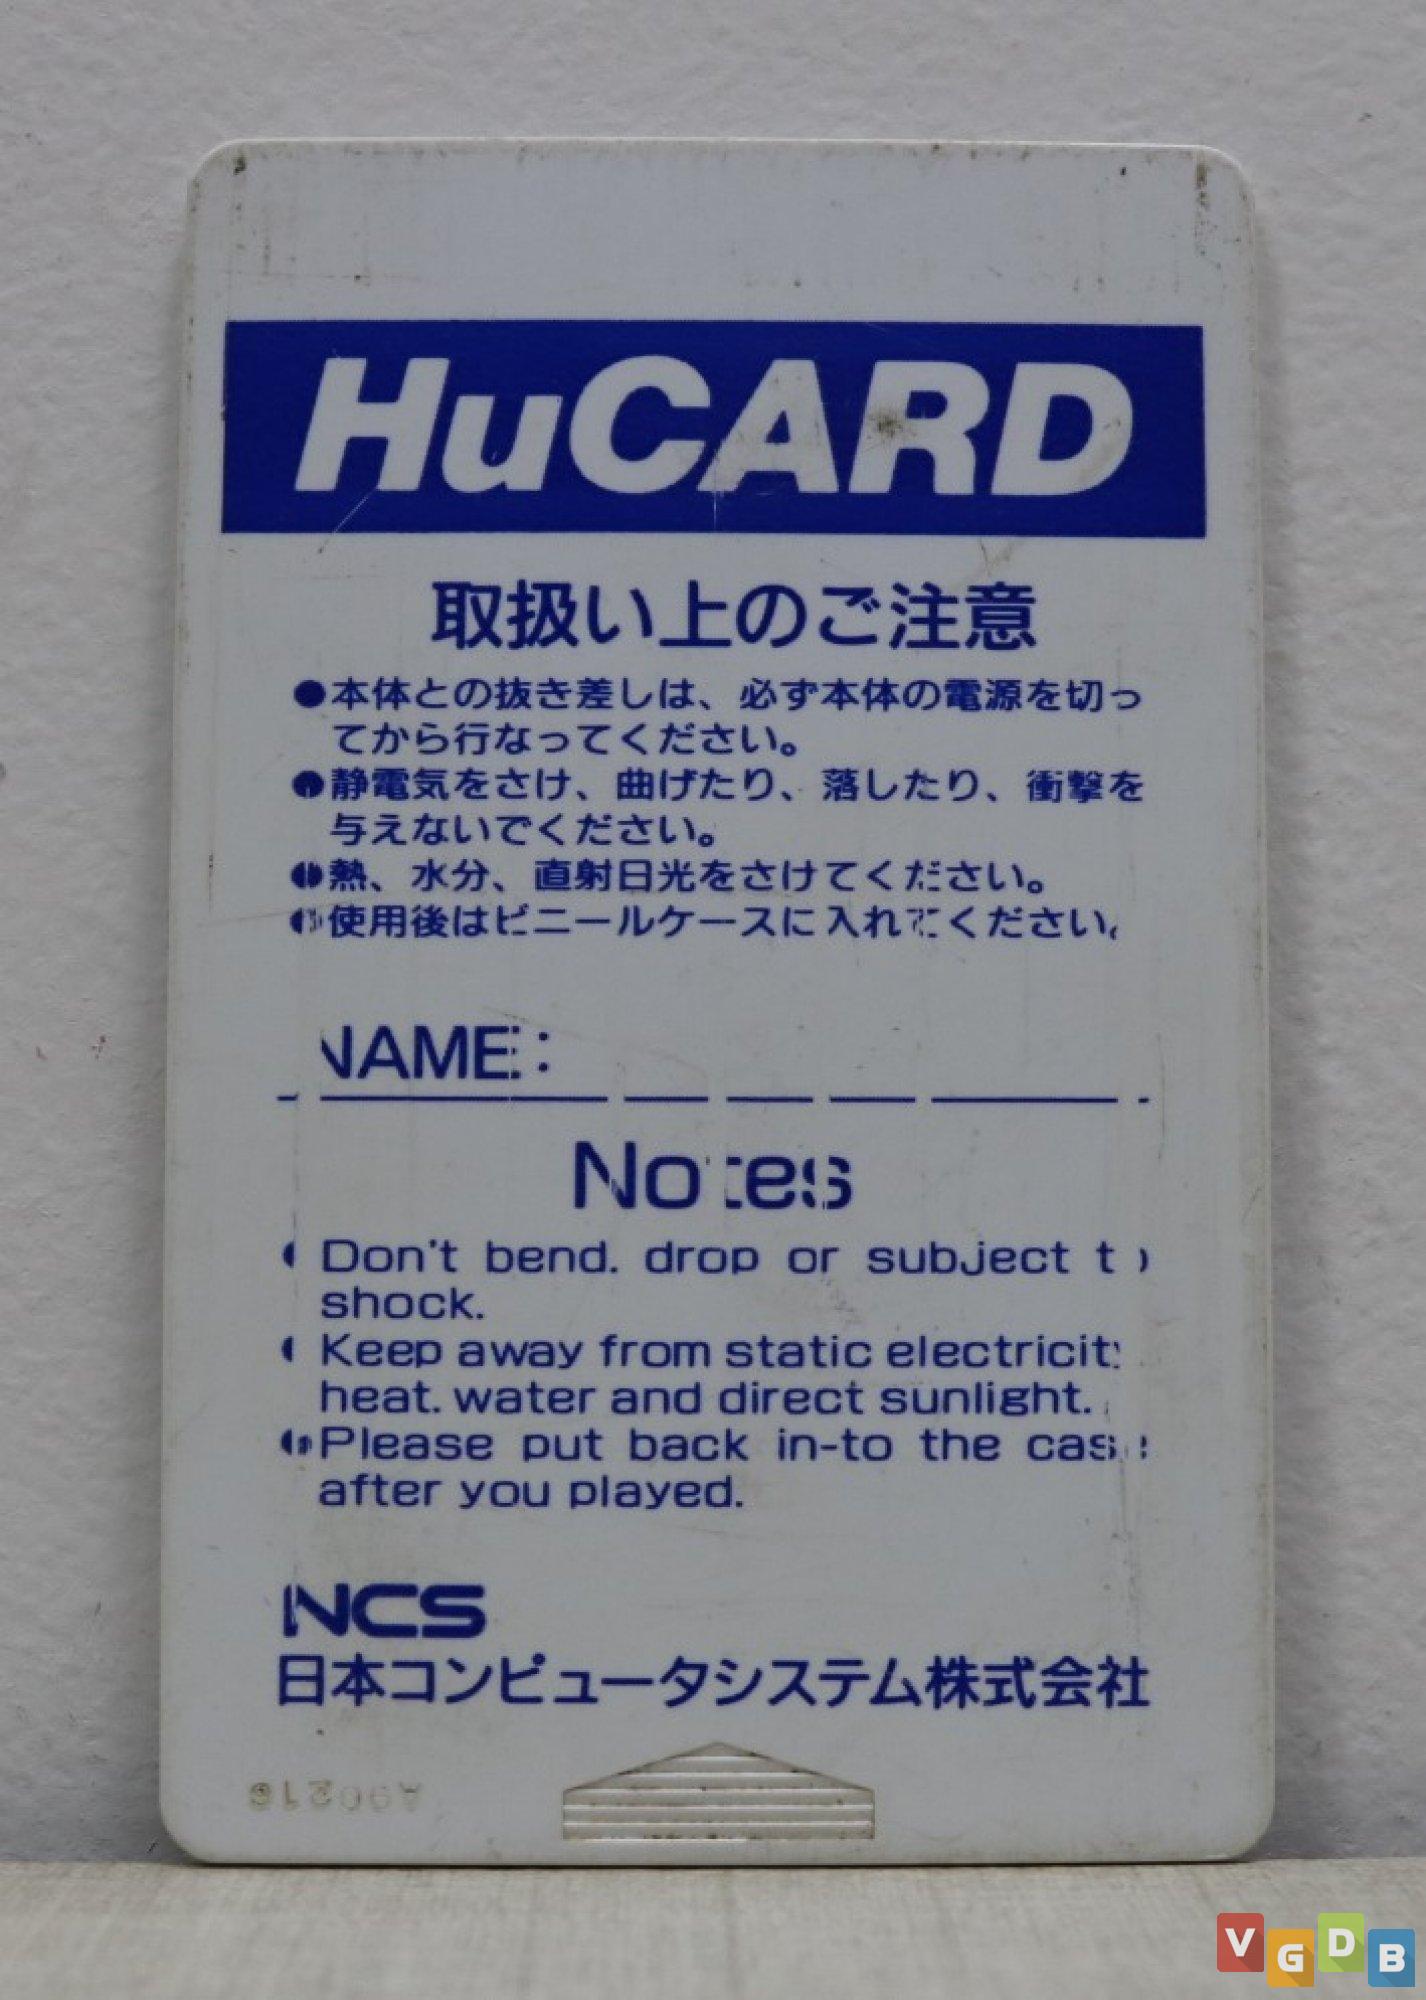 HuCARD
取扱い上のご注意
●本体との抜き差しは、必ず本体の電源を切っ
てから行なってください。
●静電気をさけ、曲げたり、落したり、衝撃を
与えないでください。
●熱、水分、直射日光をさけてください。
●使用後はビニールケースに入れてください。
NAME:
Notes
● Don't bend. drop or subject to
shock.
● Keep away from static electricity
heat. water and direct sunlight.
● Please put back in-to the case
after you played.
NCS
日本コンピュータシステム株式会社
A90216
VGDB